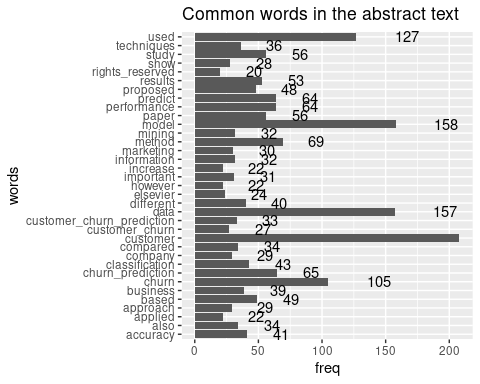 Common words in the abstract text
words
used 127
techniques 36
study 56
show 28
rights_reserved 20
results 53
proposed 48
predict 64
performance 64
paper 56
model 158
mining 32
method 69
marketing 30
information 32
increase 22
important 31
however 22
elsevier 24
different 40
data 157
customer_churn_prediction 33
customer_churn 27
customer
compared 34
company 29
classification 43
churn_prediction 65
churn 105
business 39
based 49
approach 29
applied 22
also 34
accuracy 41
0 50 100 150 200
freq